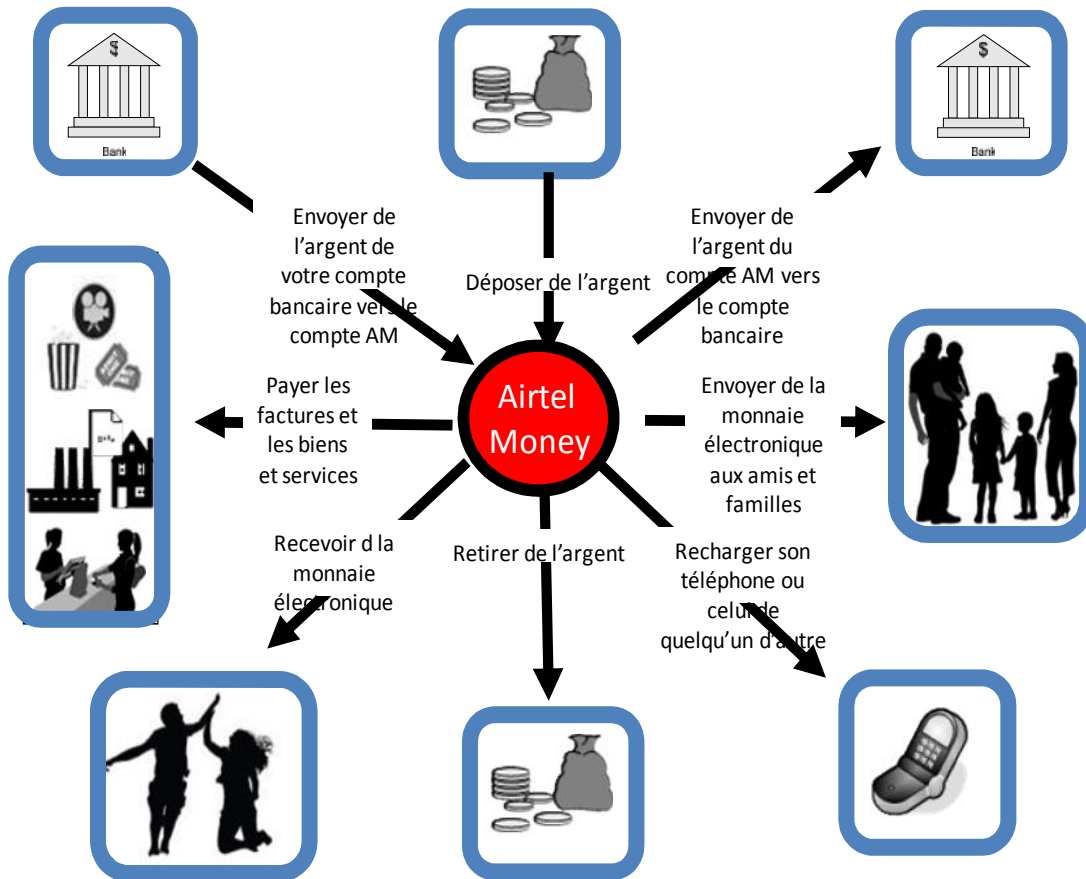 $
Bank
$
Bank
Envoyer de
l'argent de
votre compte
bancaire vers le
compte AM
Déposer de l'argent
Envoyer de
l'argent du
compte AM vers
le compte
bancaire
Payer les
factures et
les biens
et services
Airtel
Money
Envoyer de la
monnaie
électronique
aux amis et
familles
Recevoir d la
monnaie
électronique
Retirer de l'argent
Recharger son
téléphone ou
celui de
quelqu'un d'autre